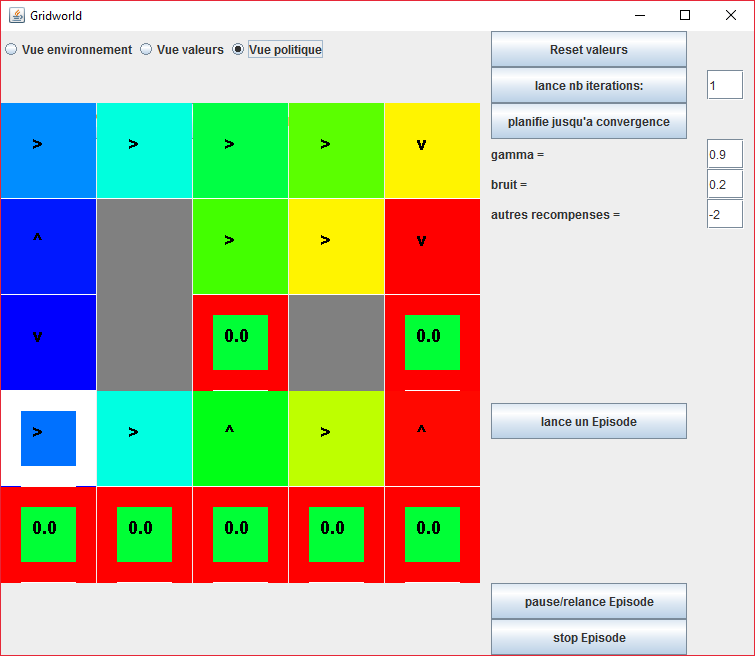 Gridworld
Vue environnement Vue valeurs Vue politique
Reset valeurs
lance nb iterations: 1
planifie jusqu'a convergence
gamma = 0.9
bruit = 0.2
autres recompenses = -2
> > > > v
^ > > v
v 0.0 0.0
> > ^ > ^
0.0 0.0 0.0 0.0 0.0
lance un Episode
pause/relance Episode
stop Episode